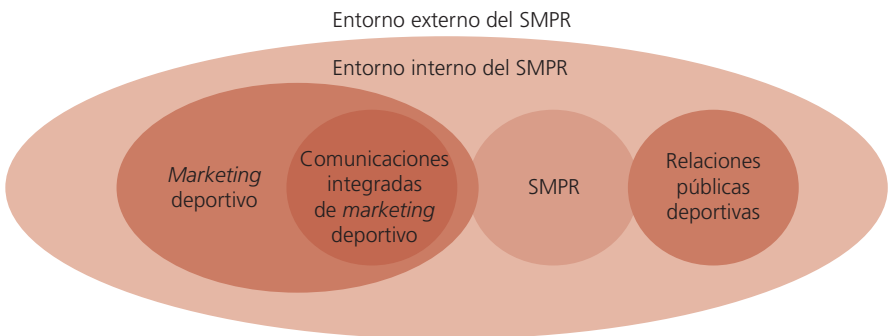 Entorno externo del SMPR
Entorno interno del SMPR
Marketing
deportivo
Comunicaciones
integradas
de marketing
deportivo
SMPR
Relaciones
públicas
deportivas